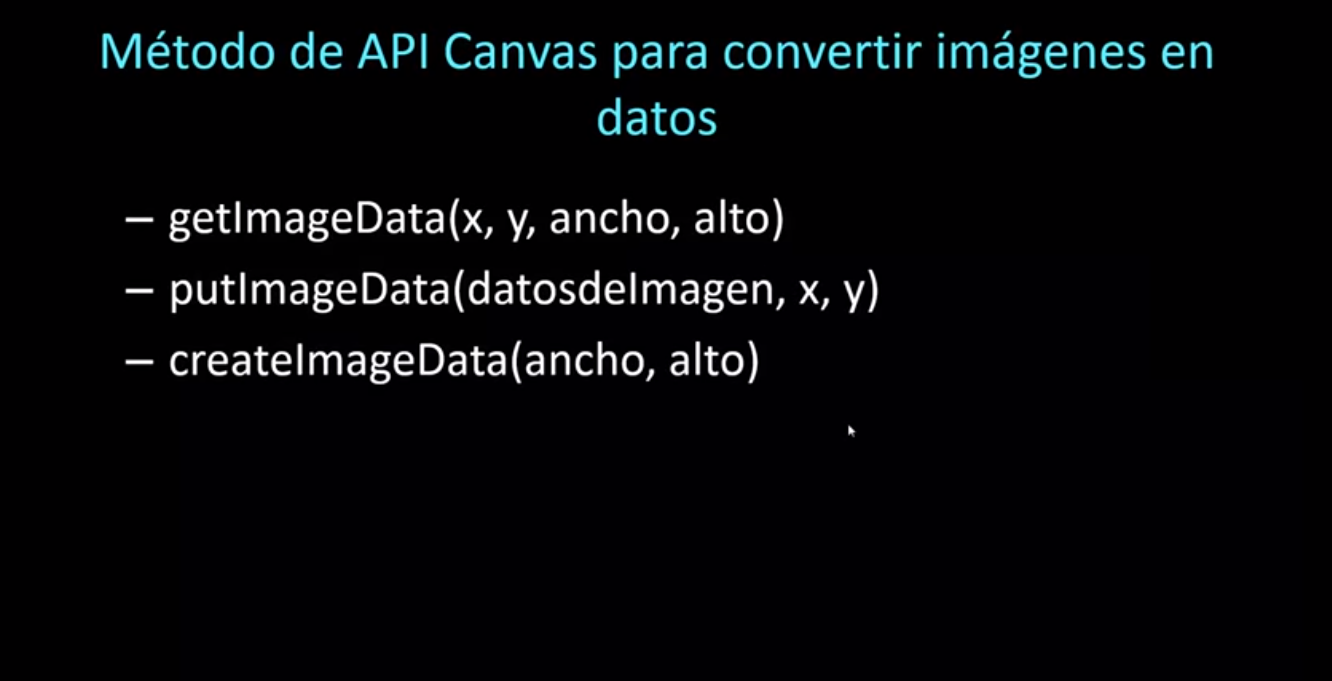 Método de API Canvas para convertir imágenes en
datos
– getImageData(x, y, ancho, alto)
– putImageData(datosdeImagen, x, y)
– createImageData(ancho, alto)